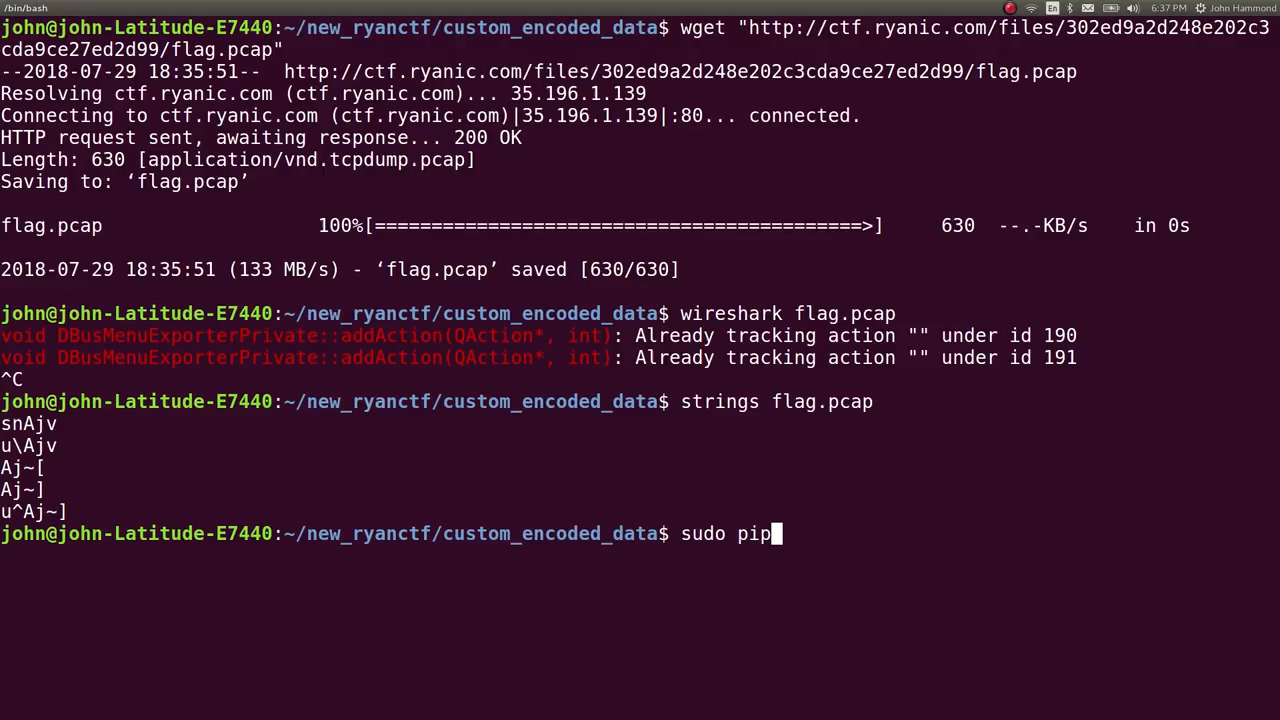 /bin/bash
En
6:37 PM
John Hammond
john@john-Latitude-E7440:~/new_ryanctf/custom_encoded_data$ wget "http://ctf.ryanic.com/files/302ed9a2d248e202c3
cda9ce27ed2d99/flag.pcap"
--2018-07-29 18:35:51--  http://ctf.ryanic.com/files/302ed9a2d248e202c3cda9ce27ed2d99/flag.pcap
Resolving ctf.ryanic.com (ctf.ryanic.com)... 35.196.1.139
Connecting to ctf.ryanic.com (ctf.ryanic.com)|35.196.1.139|:80... connected.
HTTP request sent, awaiting response... 200 OK
Length: 630 [application/vnd.tcpdump.pcap]
Saving to: ‘flag.pcap’
flag.pcap                   100%[===========================================>]     630  --.-KB/s    in 0s
2018-07-29 18:35:51 (133 MB/s) - ‘flag.pcap’ saved [630/630]
john@john-Latitude-E7440:~/new_ryanctf/custom_encoded_data$ wireshark flag.pcap
void DBusMenuExporterPrivate::addAction(QAction*, int): Already tracking action "" under id 190
void DBusMenuExporterPrivate::addAction(QAction*, int): Already tracking action "" under id 191
^C
john@john-Latitude-E7440:~/new_ryanctf/custom_encoded_data$ strings flag.pcap
snAjv
u\Ajv
Aj~[
Aj~]
u^Aj~]
john@john-Latitude-E7440:~/new_ryanctf/custom_encoded_data$ sudo pip